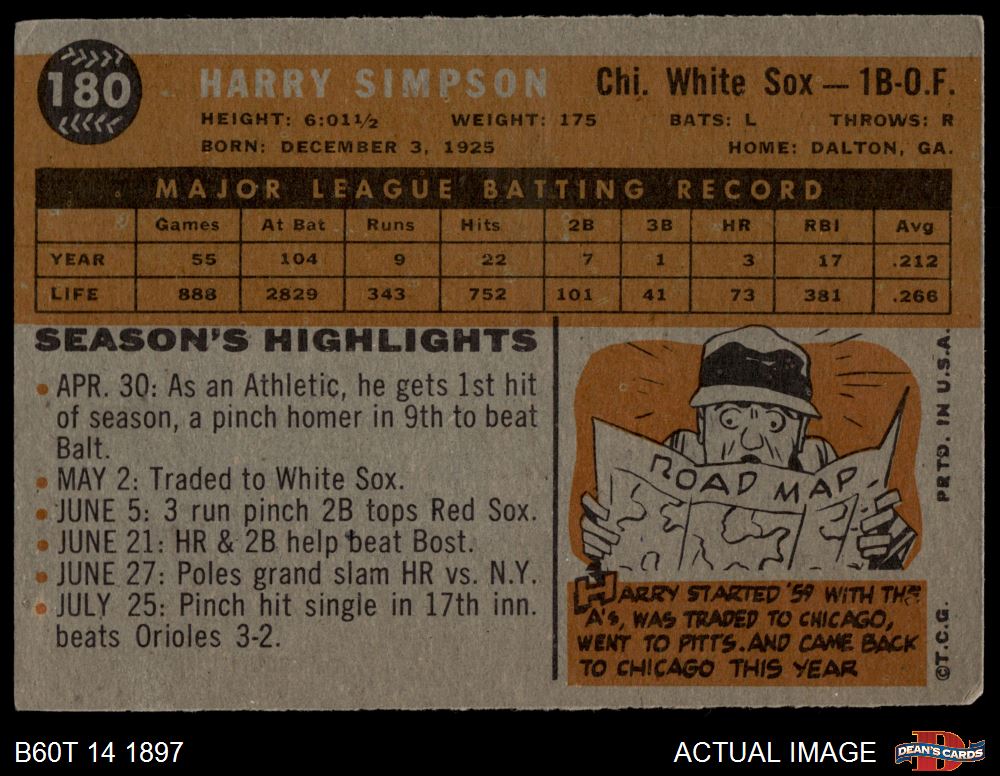 180
HARRY SIMPSON Chi. White Sox — 1B-O.F.
HEIGHT: 6:01½ WEIGHT: 175 BATS: L THROWS: R
BORN: DECEMBER 3, 1925 HOME: DALTON, GA.
MAJOR LEAGUE BATTING RECORD
Games At Bat Runs Hits 2B 3B HR RBI Avg
YEAR 55 104 9 22 7 1 3 17 .212
LIFE 888 2829 343 752 101 41 73 381 .266
SEASON'S HIGHLIGHTS
• APR. 30: As an Athletic, he gets 1st hit
of season, a pinch homer in 9th to beat
Balt.
• MAY 2: Traded to White Sox.
• JUNE 5: 3 run pinch 2B tops Red Sox.
• JUNE 21: HR & 2B help beat Bost.
• JUNE 27: Poles grand slam HR vs. N.Y.
• JULY 25: Pinch hit single in 17th inn.
beats Orioles 3-2.
ROAD MAP
HARRY STARTED '59 WITH THE
A'S, WAS TRADED TO CHICAGO,
WENT TO PITTS. AND CAME BACK
TO CHICAGO THIS YEAR
©T.C.G. PRTD. IN U.S.A.
B60T 14 1897
ACTUAL IMAGE
DEAN'S CARDS